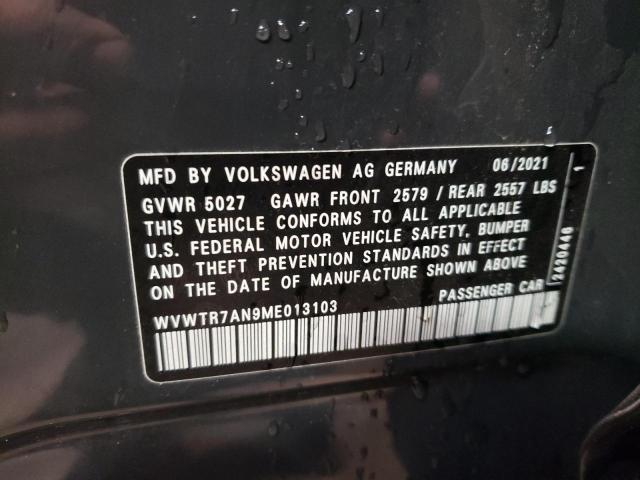 MFD BY VOLKSWAGEN AG GERMANY 06/2021
GVWR 5027 GAWR FRONT 2579 / REAR 2557 LBS
THIS VEHICLE CONFORMS TO ALL APPLICABLE
U.S. FEDERAL MOTOR VEHICLE SAFETY, BUMPER
AND THEFT PREVENTION STANDARDS IN EFFECT
ON THE DATE OF MANUFACTURE SHOWN ABOVE
WVWTR7AN9ME013103 PASSENGER CAR
2420446 1